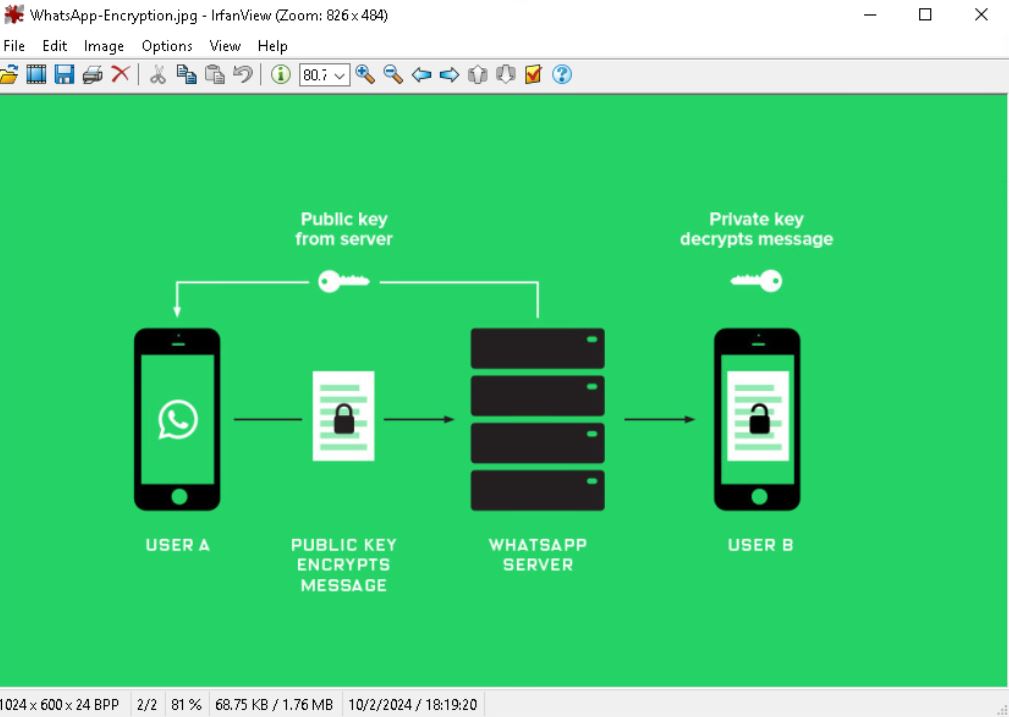 WhatsApp-Encryption.jpg - IrfanView (Zoom: 826 x 484)
File Edit Image Options View Help
80.7
Public key
from server
Private key
decrypts message
USER A
PUBLIC KEY
ENCRYPTS
MESSAGE
WHATSAPP
SERVER
USER B
1024 x 600 x 24 BPP 2/2 81 % 68.75 KB / 1.76 MB 10/2/2024 / 18:19:20